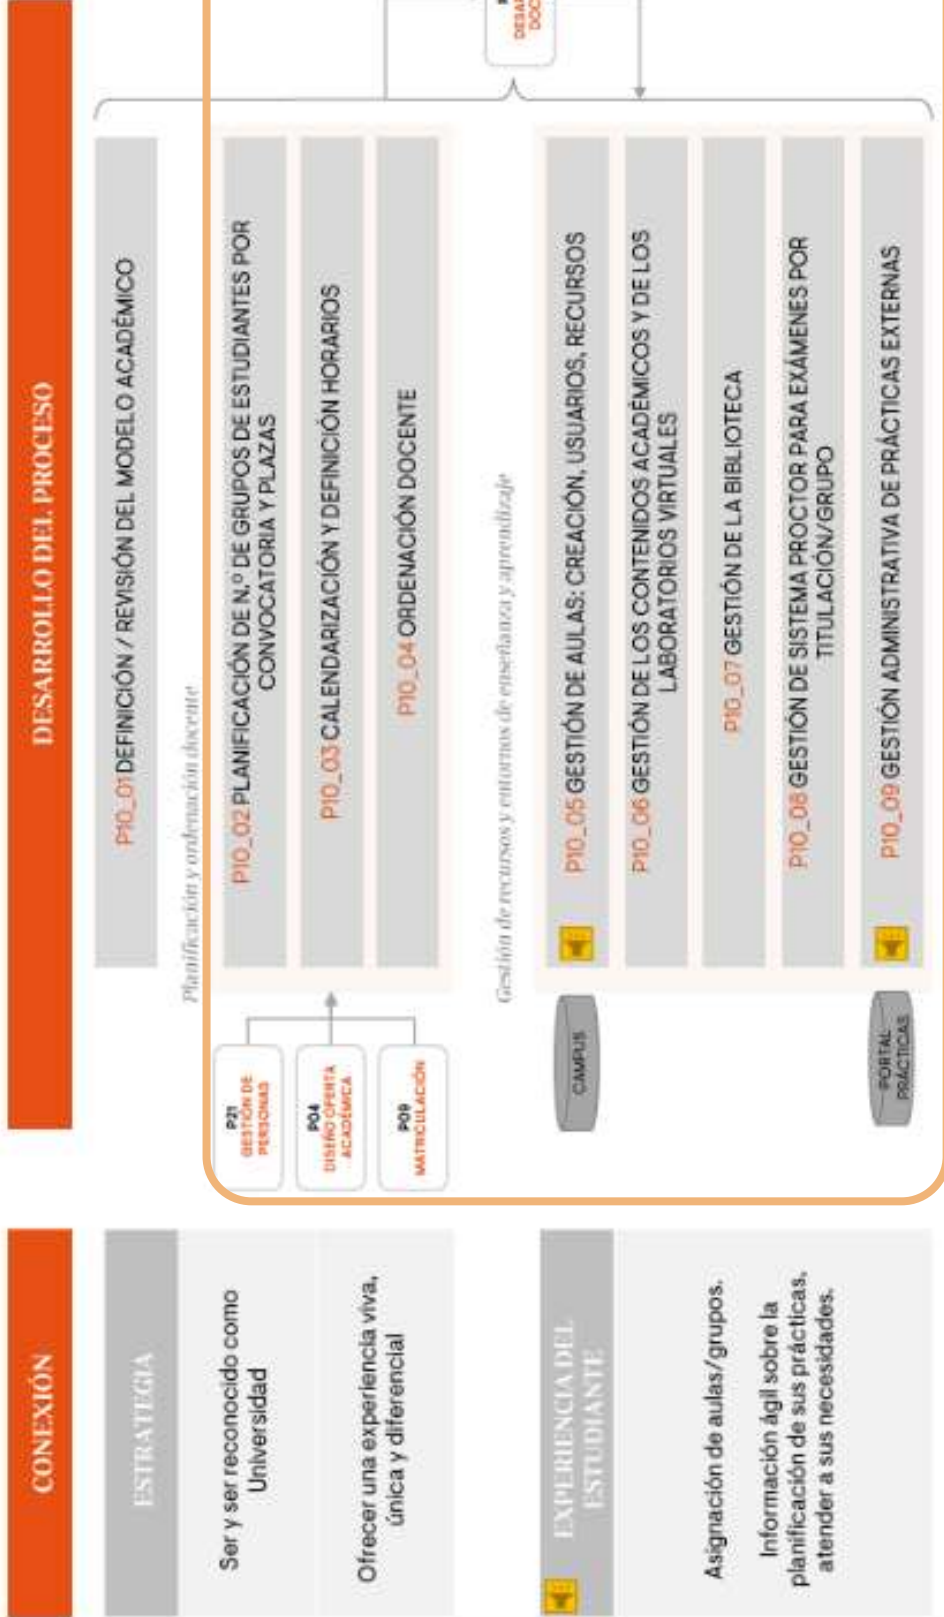 CONEXIÓN
ESTRATEGIA
Ser y ser reconocido como
Universidad
Ofrecer una experiencia viva,
única y diferencial
EXPERIENCIA DEL
ESTUDIANTE
Asignación de aulas/grupos.
Información ágil sobre la
planificación de sus prácticas,
atender a sus necesidades.
DESARROLLO DEL PROCESO
P10_01 DEFINICIÓN / REVISIÓN DEL MODELO ACADÉMICO
Planificación y ordenación docente
P21
GESTIÓN DE
PERSONAS
P04
DISEÑO OFERTA
ACADÉMICA
P09
MATRICULACIÓN
P10_02 PLANIFICACIÓN DE N.º DE GRUPOS DE ESTUDIANTES POR
CONVOCATORIA Y PLAZAS
P10_03 CALENDARIZACIÓN Y DEFINICIÓN HORARIOS
P10_04 ORDENACIÓN DOCENTE
Gestión de recursos y entornos de enseñanza y aprendizaje
CAMPUS
P10_05 GESTIÓN DE AULAS: CREACIÓN, USUARIOS, RECURSOS
P10_06 GESTIÓN DE LOS CONTENIDOS ACADÉMICOS Y DE LOS
LABORATORIOS VIRTUALES
P10_07 GESTIÓN DE LA BIBLIOTECA
P10_08 GESTIÓN DE SISTEMA PROCTOR PARA EXÁMENES POR
TITULACIÓN/GRUPO
PORTAL
PRÁCTICAS
P10_09 GESTIÓN ADMINISTRATIVA DE PRÁCTICAS EXTERNAS